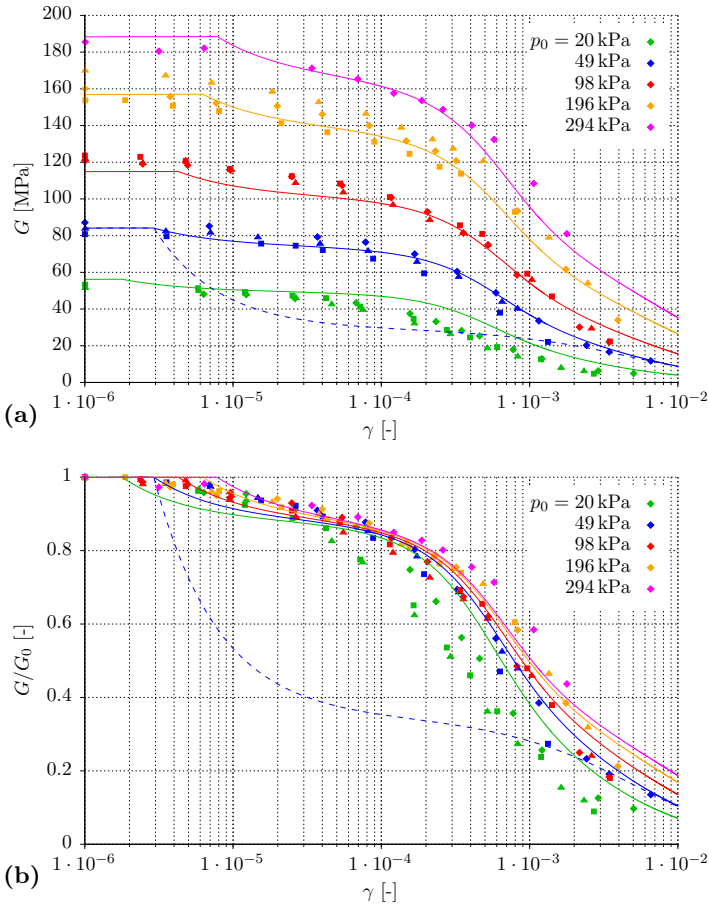 200
180
160
140
120
100
80
60
40
20
0
G [MPa]
p₀ = 20 kPa
49 kPa
98 kPa
196 kPa
294 kPa
1 · 10⁻⁶
1 · 10⁻⁵
1 · 10⁻⁴
1 · 10⁻³
1 · 10⁻²
(a)
γ [-]
1
0.8
0.6
0.4
0.2
0
G/G₀ [-]
p₀ = 20 kPa
49 kPa
98 kPa
196 kPa
294 kPa
1 · 10⁻⁶
1 · 10⁻⁵
1 · 10⁻⁴
1 · 10⁻³
1 · 10⁻²
(b)
γ [-]